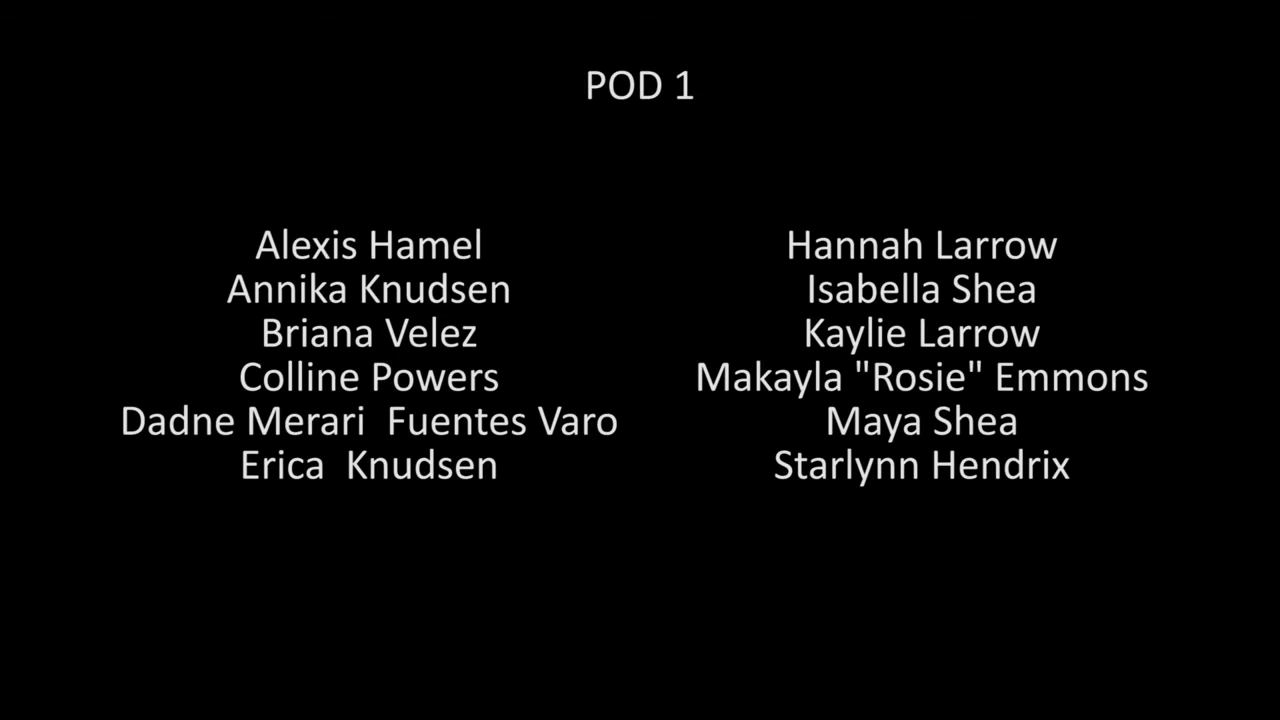 POD 1
Alexis Hamel
Annika Knudsen
Briana Velez
Colline Powers
Dadne Merari  Fuentes Varo
Erica  Knudsen
Hannah Larrow
Isabella Shea
Kaylie Larrow
Makayla "Rosie" Emmons
Maya Shea
Starlynn Hendrix